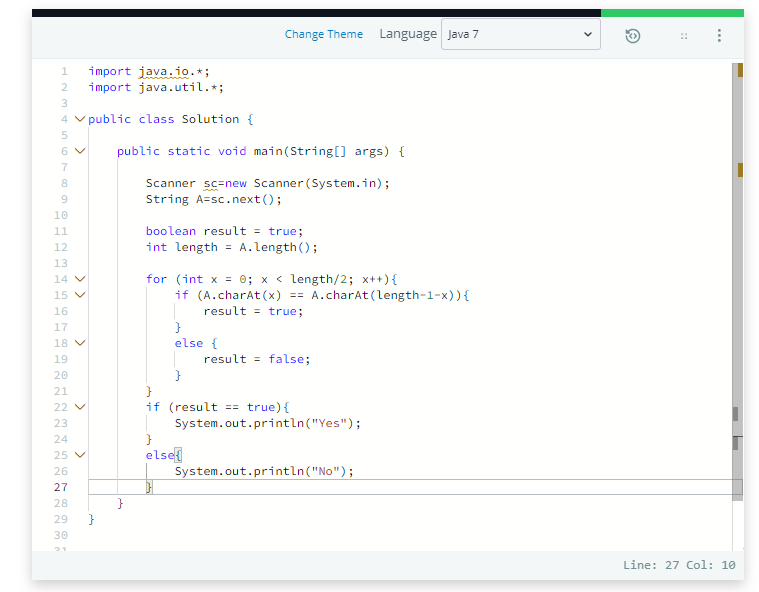 Change Theme Language Java 7
1 import java.io.*;
2 import java.util.*;
3
4 public class Solution {
5
6     public static void main(String[] args) {
7
8         Scanner sc=new Scanner(System.in);
9         String A=sc.next();
10
11         boolean result = true;
12         int length = A.length();
13
14         for (int x = 0; x < length/2; x++){
15             if (A.charAt(x) == A.charAt(length-1-x)){
16                 result = true;
17             }
18             else {
19                 result = false;
20             }
21         }
22         if (result == true){
23             System.out.println("Yes");
24         }
25         else{
26             System.out.println("No");
27         }
28     }
29 }
30
31
Line: 27 Col: 10